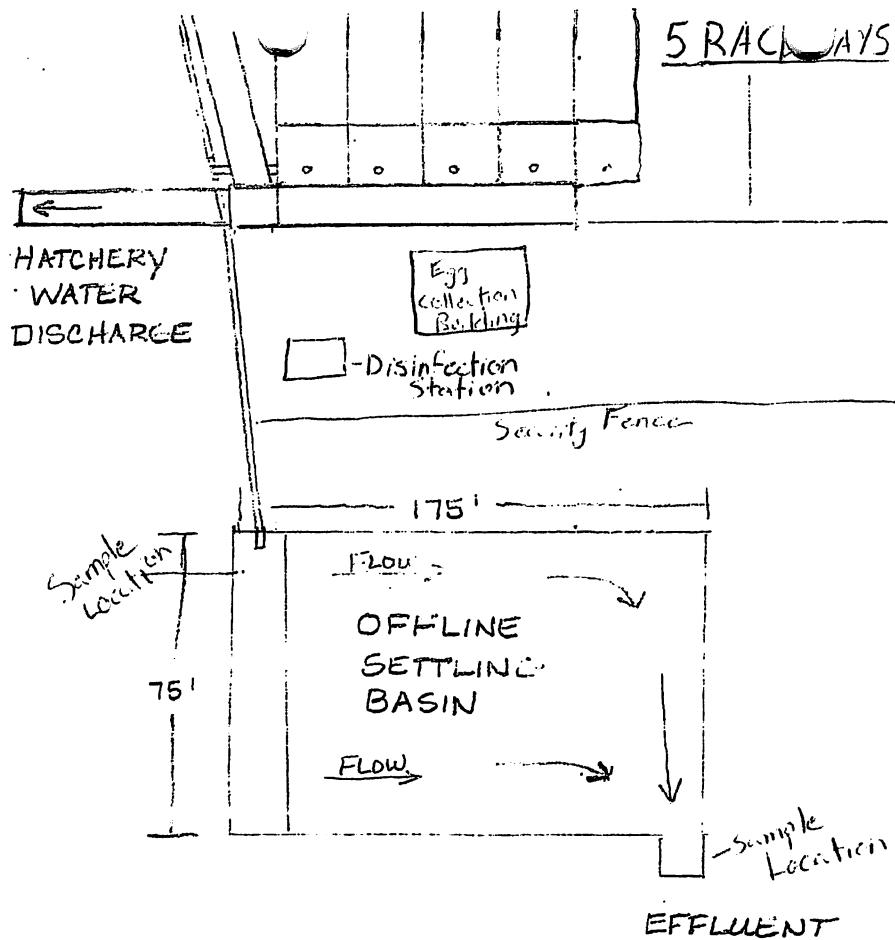 5 RACEWAYS
HATCHERY
WATER
DISCHARGE
Egg
Collection
Building
Disinfection
Station
Security Fence
175'
Sample
Location
FLOW
OFFLINE
SETTLING
BASIN
75'
FLOW
Sample
Location
EFFLUENT